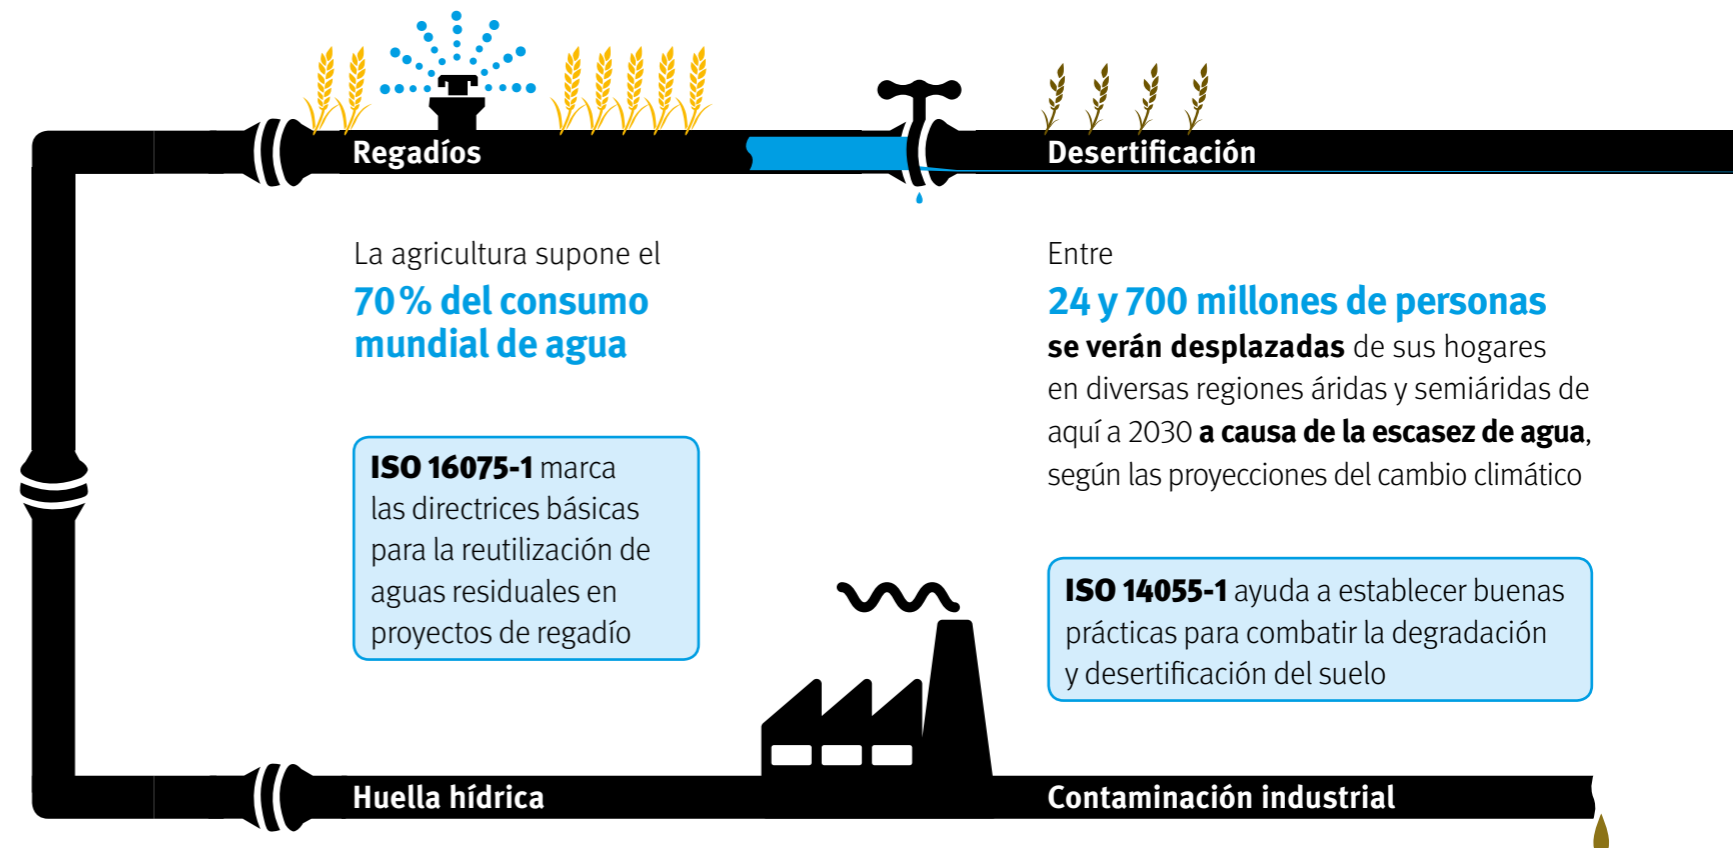 Regadíos
La agricultura supone el
70 % del consumo
mundial de agua
ISO 16075-1 marca
las directrices básicas
para la reutilización de
aguas residuales en
proyectos de regadío
Desertificación
Entre
24 y 700 millones de personas
se verán desplazadas de sus hogares
en diversas regiones áridas y semiáridas de
aquí a 2030 a causa de la escasez de agua,
según las proyecciones del cambio climático
ISO 14055-1 ayuda a establecer buenas
prácticas para combatir la degradación
y desertificación del suelo
Huella hídrica
Contaminación industrial